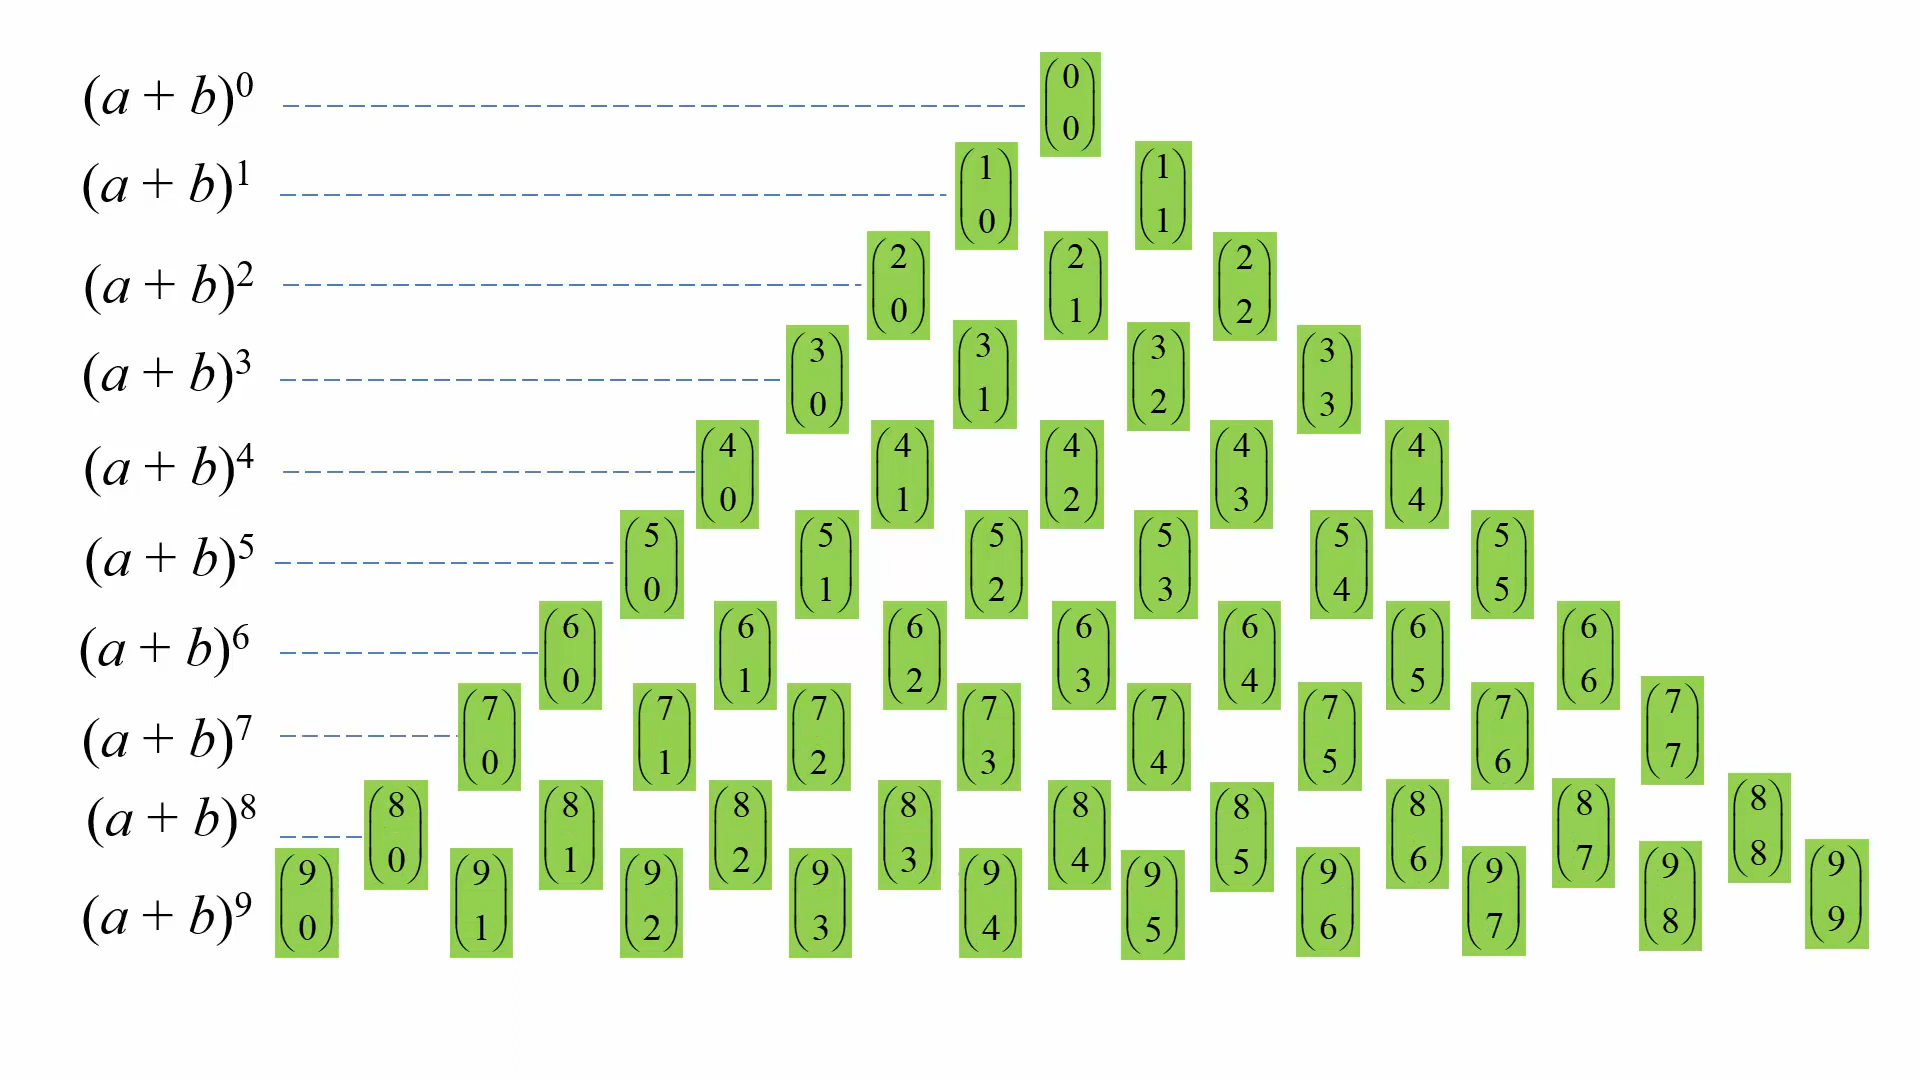 (a + b)^0 (0 0)
(a + b)^1 (1 0) (1 1)
(a + b)^2 (2 0) (2 1) (2 2)
(a + b)^3 (3 0) (3 1) (3 2) (3 3)
(a + b)^4 (4 0) (4 1) (4 2) (4 3) (4 4)
(a + b)^5 (5 0) (5 1) (5 2) (5 3) (5 4) (5 5)
(a + b)^6 (6 0) (6 1) (6 2) (6 3) (6 4) (6 5) (6 6)
(a + b)^7 (7 0) (7 1) (7 2) (7 3) (7 4) (7 5) (7 6) (7 7)
(a + b)^8 (8 0) (8 1) (8 2) (8 3) (8 4) (8 5) (8 6) (8 7) (8 8)
(a + b)^9 (9 0) (9 1) (9 2) (9 3) (9 4) (9 5) (9 6) (9 7) (9 8) (9 9)